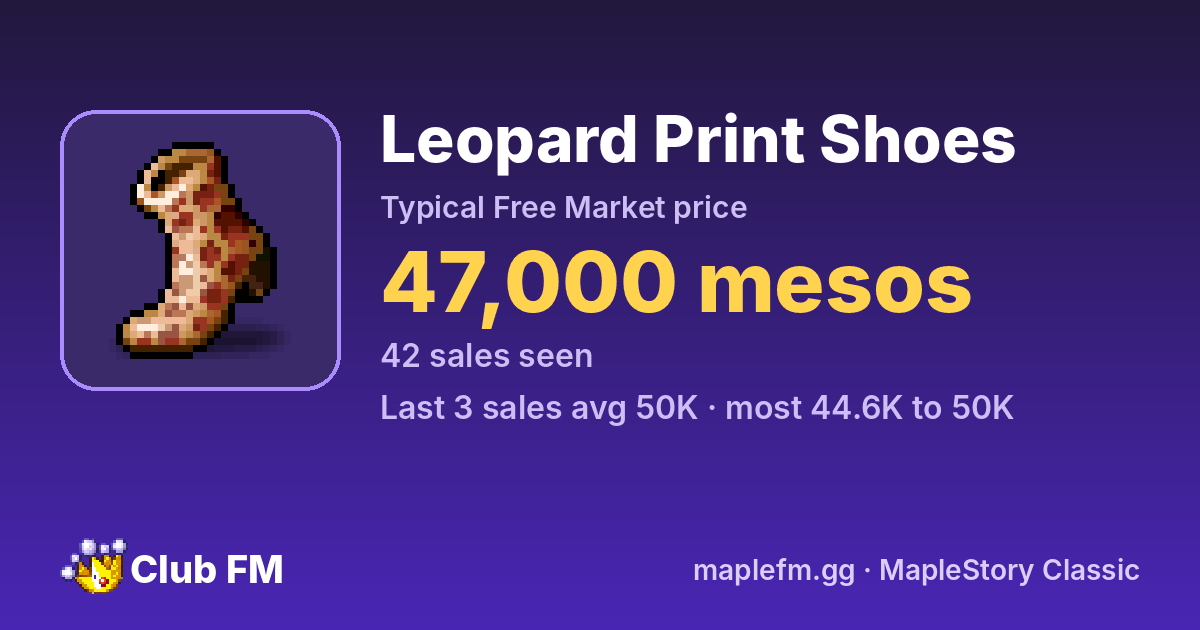 Leopard Print Shoes
Typical Free Market price
47,000 mesos
42 sales seen
Last 3 sales avg 50K · most 44.6K to 50K
Club FM
maplefm.gg · MapleStory Classic